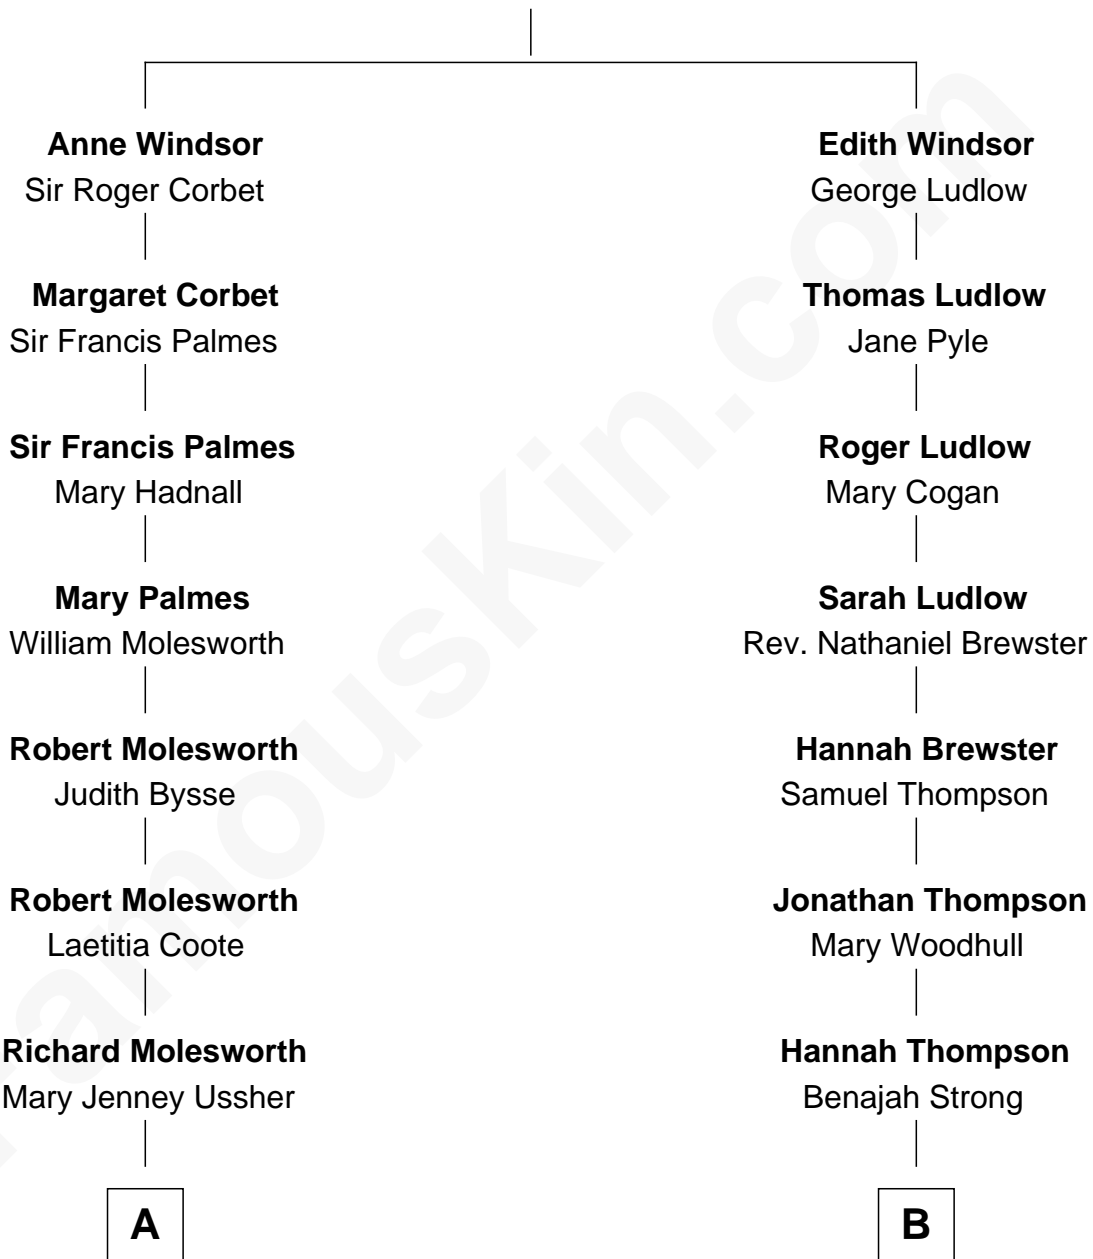 Anne Windsor
Sir Roger Corbet
Edith Windsor
George Ludlow
Margaret Corbet
Sir Francis Palmes
Thomas Ludlow
Jane Pyle
Sir Francis Palmes
Mary Hadnall
Roger Ludlow
Mary Cogan
Mary Palmes
William Molesworth
Sarah Ludlow
Rev. Nathaniel Brewster
Robert Molesworth
Judith Bysse
Hannah Brewster
Samuel Thompson
Robert Molesworth
Laetitia Coote
Jonathan Thompson
Mary Woodhull
Richard Molesworth
Mary Jenney Ussher
Hannah Thompson
Benajah Strong
A
B
famouskin.com